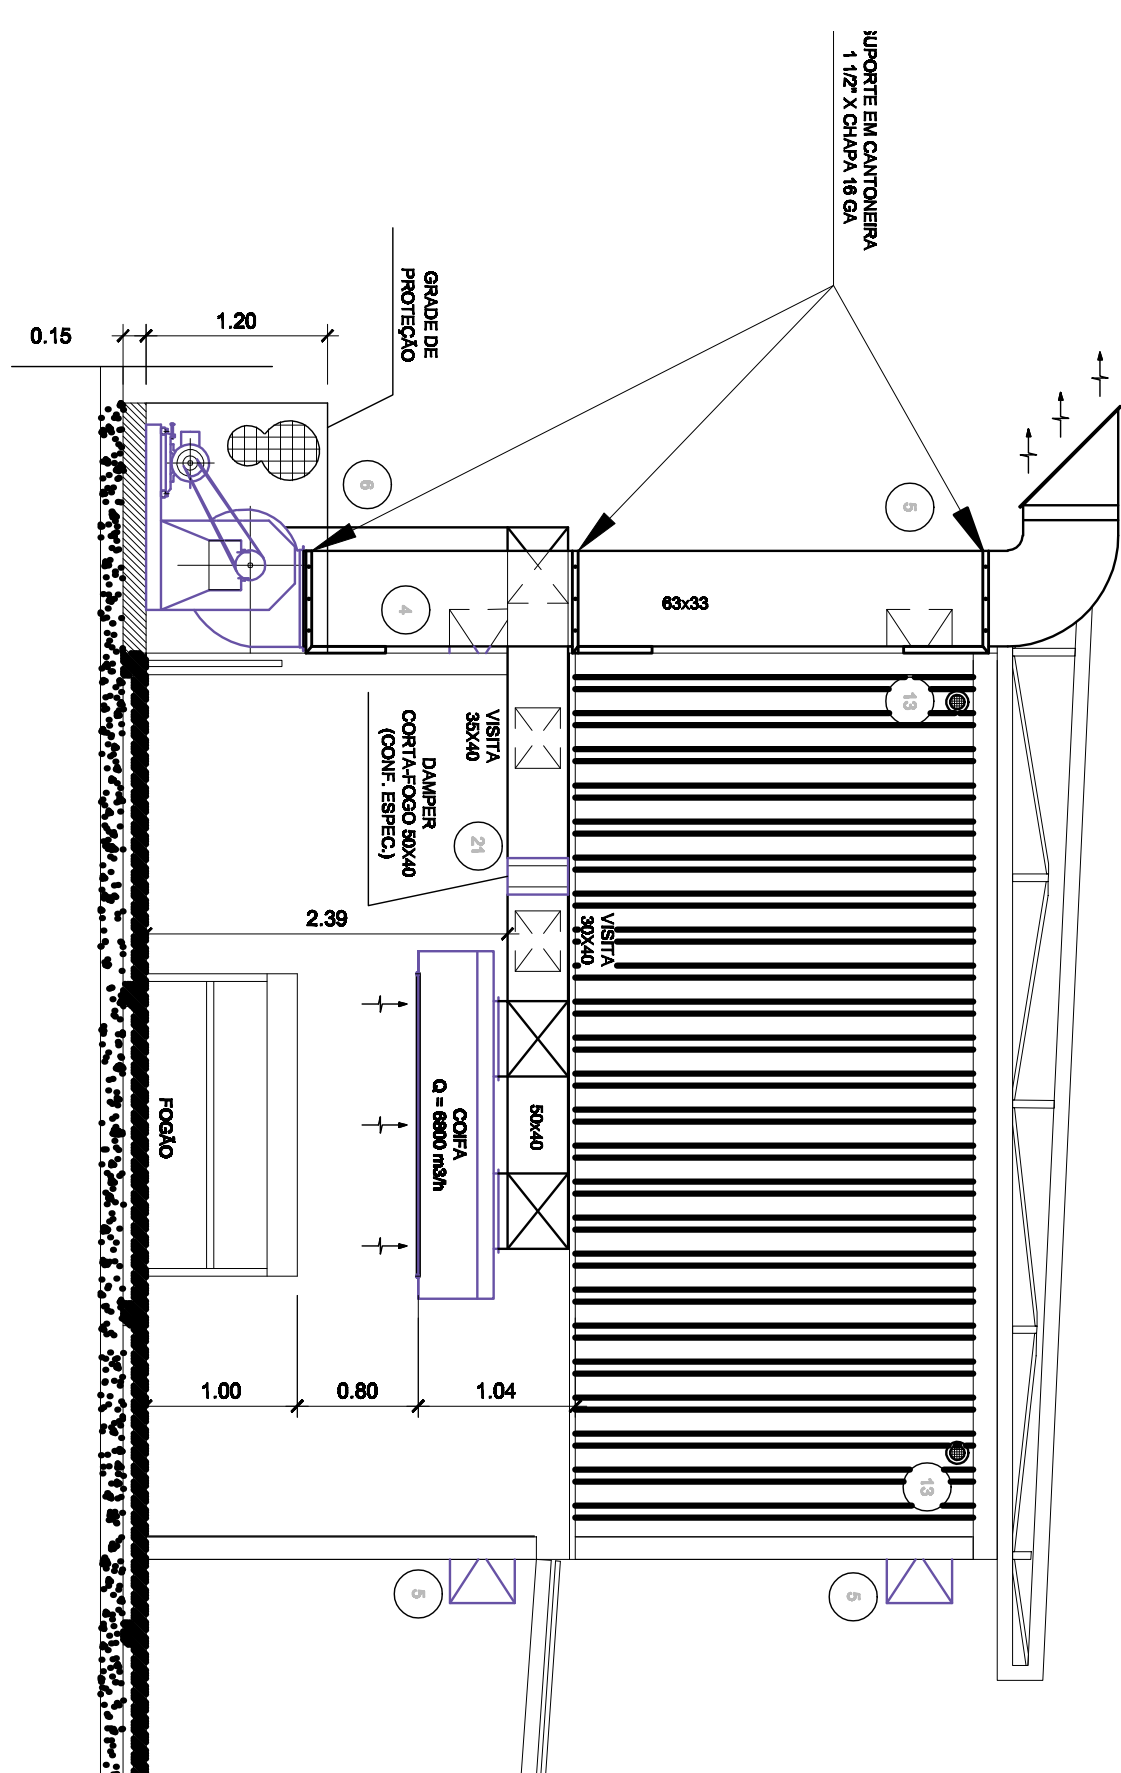 SUPORTE EM CANTONEIRA
1 1/2" X CHAPA 16 GA
GRADE DE
PROTEÇÃO
0.15
1.20
6
5
4
63x33
13
VISITA
35X40
DAMPER
CORTA-FOGO 50X40
(CONF. ESPEC.)
21
2.39
VISITA
30X40
COIFA
Q = 6800 m3/h
50x40
FOGÃO
1.00
0.80
1.04
13
5
5